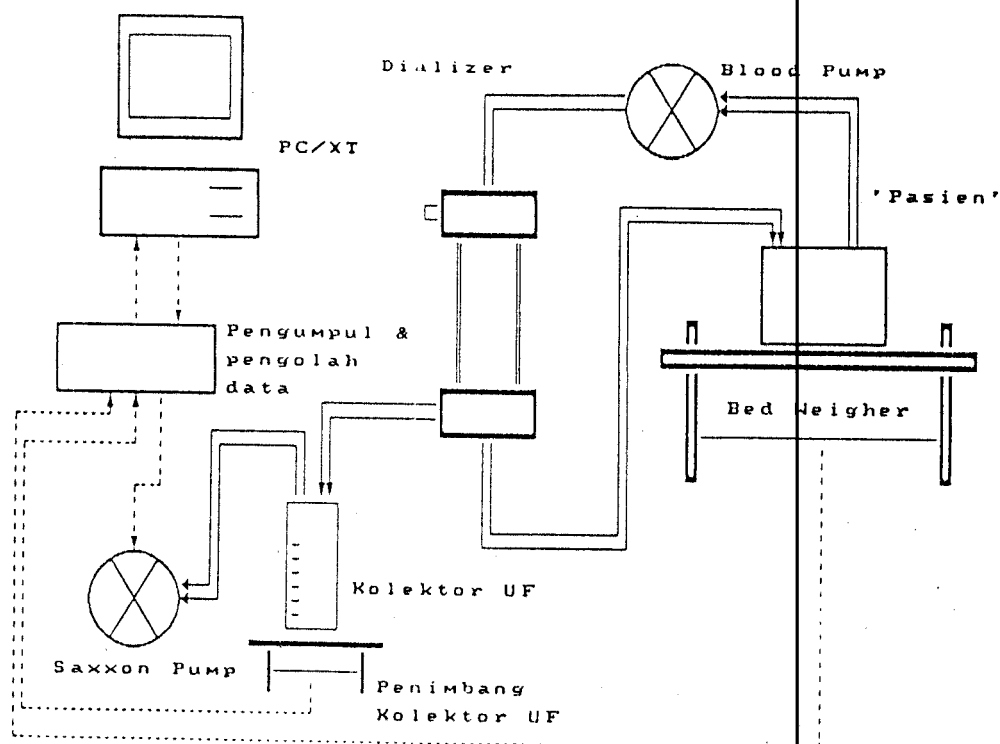 Dializer
Blood Pump
PC/XT
'Pasien'
Pengumpul &
pengolah
data
Bed Weigher
Kolektor UF
Saxxon Pump
Penimbang
Kolektor UF